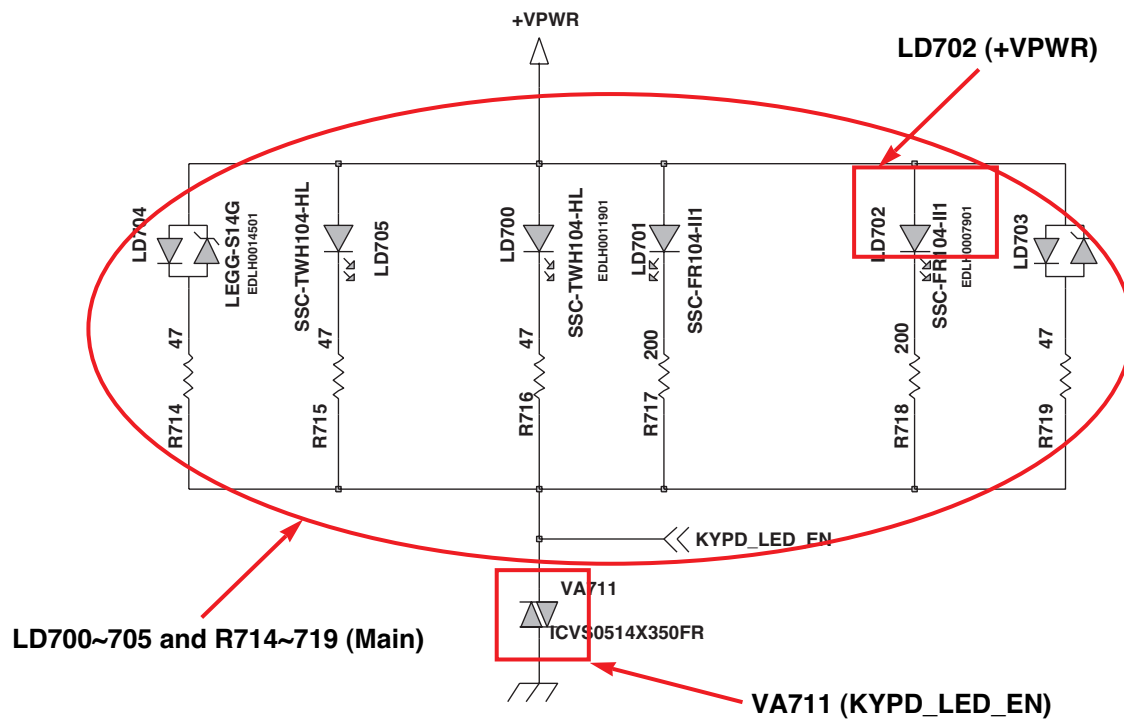 +VPWR
LD702 (+VPWR)
LD704
LEGG-S14G
EDLH0014501
47
R714
SSC-TWH104-HL
LD705
47
R715
LD700
SSC-TWH104-HL
EDLH0011901
47
R716
LD701
SSC-FR104-II1
200
R717
LD702
SSC-FR104-II1
EDLH0007901
200
R718
LD703
47
R719
KYPD_LED_EN
VA711
ICVS0514X350FR
LD700~705 and R714~719 (Main)
VA711 (KYPD_LED_EN)